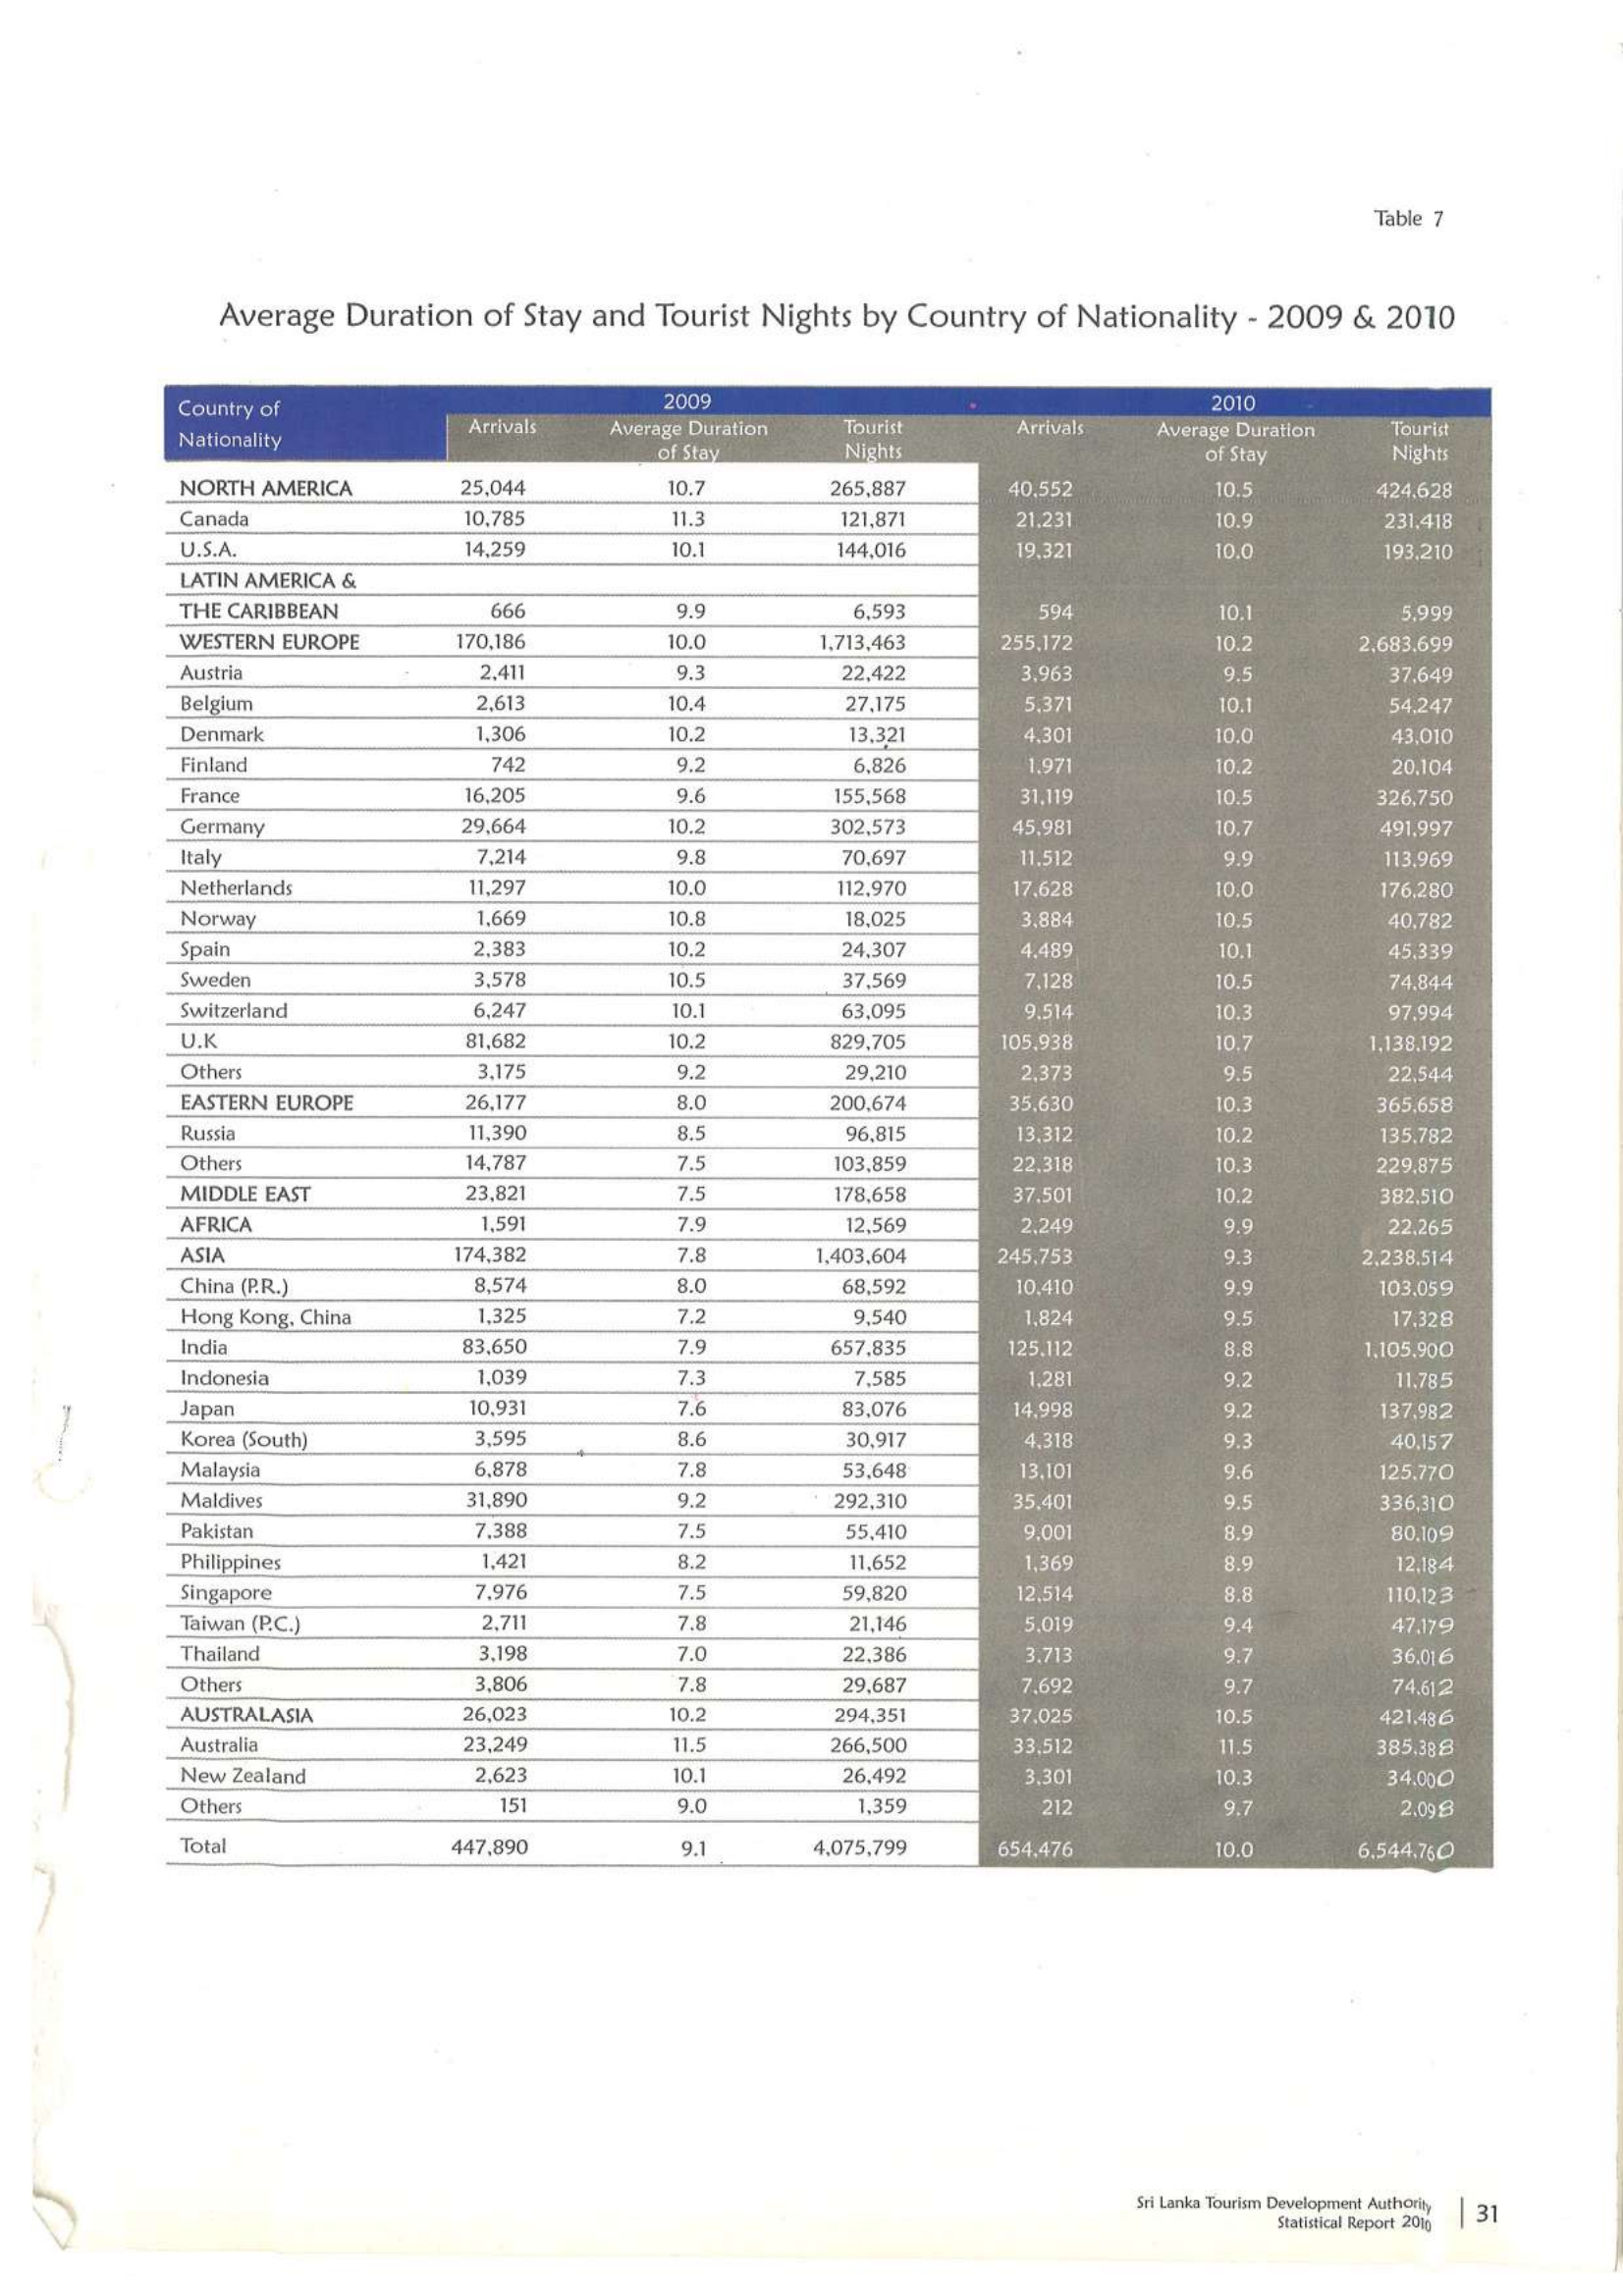 Table 7
Average Duration of Stay and Tourist Nights by Country of Nationality - 2009 & 2010
Country of Nationality 2009 2010
Arrivals Average Duration of Stay Tourist Nights Arrivals Average Duration of Stay Tourist Nights
NORTH AMERICA 25,044 10.7 265,887 40,552 10.5 424,628
Canada 10,785 11.3 121,871 21,231 10.9 231,418
U.S.A. 14,259 10.1 144,016 19,321 10.0 193,210
LATIN AMERICA &
THE CARIBBEAN 666 9.9 6,593 594 10.1 5,999
WESTERN EUROPE 170,186 10.0 1,713,463 255,172 10.2 2,683,699
Austria 2,411 9.3 22,422 3,963 9.5 37,649
Belgium 2,613 10.4 27,175 5,371 10.1 54,247
Denmark 1,306 10.2 13,321 4,301 10.0 43,010
Finland 742 9.2 6,826 1,971 10.2 20,104
France 16,205 9.6 155,568 31,119 10.5 326,750
Germany 29,664 10.2 302,573 45,981 10.7 491,997
Italy 7,214 9.8 70,697 11,512 9.9 113,969
Netherlands 11,297 10.0 112,970 17,628 10.0 176,280
Norway 1,669 10.8 18,025 3,884 10.5 40,782
Spain 2,383 10.2 24,307 4,489 10.1 45,339
Sweden 3,578 10.5 37,569 7,128 10.5 74,844
Switzerland 6,247 10.1 63,095 9,514 10.3 97,994
U.K 81,682 10.2 829,705 105,938 10.7 1,138,192
Others 3,175 9.2 29,210 2,373 9.5 22,544
EASTERN EUROPE 26,177 8.0 200,674 35,630 10.3 365,658
Russia 11,390 8.5 96,815 13,312 10.2 135,782
Others 14,787 7.5 103,859 22,318 10.3 229,875
MIDDLE EAST 23,821 7.5 178,658 37,501 10.2 382,510
AFRICA 1,591 7.9 12,569 2,249 9.9 22,265
ASIA 174,382 7.8 1,403,604 245,753 9.3 2,238,514
China (P.R.) 8,574 8.0 68,592 10,410 9.9 103,059
Hong Kong, China 1,325 7.2 9,540 1,824 9.5 17,328
India 83,650 7.9 657,835 125,112 8.8 1,105,900
Indonesia 1,039 7.3 7,585 1,281 9.2 11,785
Japan 10,931 7.6 83,076 14,998 9.2 137,982
Korea (South) 3,595 8.6 30,917 4,318 9.3 40,157
Malaysia 6,878 7.8 53,648 13,101 9.6 125,770
Maldives 31,890 9.2 292,310 35,401 9.5 336,310
Pakistan 7,388 7.5 55,410 9,001 8.9 80,109
Philippines 1,421 8.2 11,652 1,369 8.9 12,184
Singapore 7,976 7.5 59,820 12,514 8.8 110,123
Taiwan (P.C.) 2,711 7.8 21,146 5,019 9.4 47,179
Thailand 3,198 7.0 22,386 3,713 9.7 36,016
Others 3,806 7.8 29,687 7,692 9.7 74,612
AUSTRALASIA 26,023 10.2 294,351 37,025 10.5 421,486
Australia 23,249 11.5 266,500 33,512 11.5 385,388
New Zealand 2,623 10.1 26,492 3,301 10.3 34,000
Others 151 9.0 1,359 212 9.7 2,098
Total 447,890 9.1 4,075,799 654,476 10.0 6,544,760
Sri Lanka Tourism Development Authority
Statistical Report 2010
31